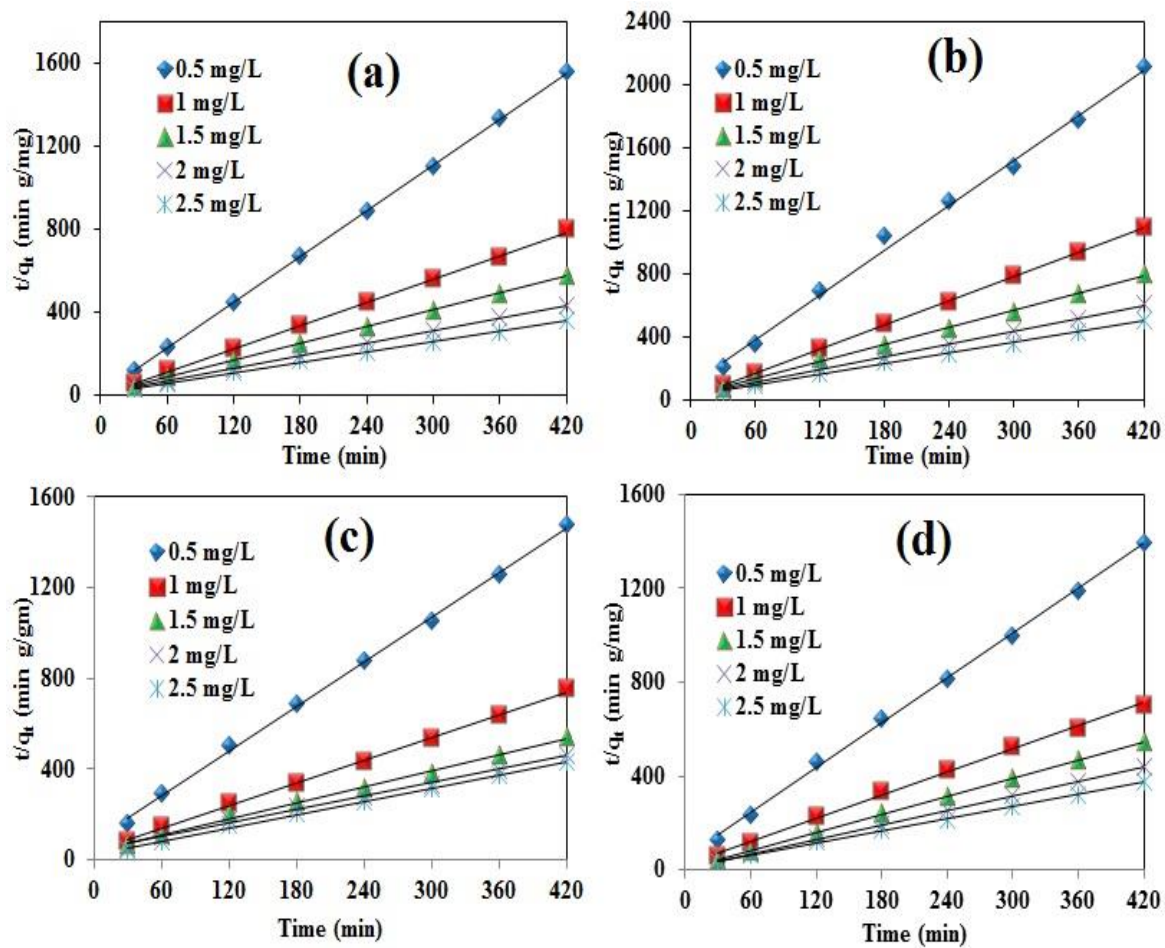 (a)
0.5 mg/L
1 mg/L
1.5 mg/L
2 mg/L
2.5 mg/L
t/qt (min g/mg)
1600
1200
800
400
0
0 60 120 180 240 300 360 420
Time (min)
(b)
0.5 mg/L
1 mg/L
1.5 mg/L
2 mg/L
2.5 mg/L
t/qt (min g/mg)
2400
2000
1600
1200
800
400
0
0 60 120 180 240 300 360 420
Time (min)
(c)
0.5 mg/L
1 mg/L
1.5 mg/L
2 mg/L
2.5 mg/L
t/qt (min g/gm)
1600
1200
800
400
0
0 60 120 180 240 300 360 420
Time (min)
(d)
0.5 mg/L
1 mg/L
1.5 mg/L
2 mg/L
2.5 mg/L
t/qt (min g/mg)
1600
1200
800
400
0
0 60 120 180 240 300 360 420
Time (min)